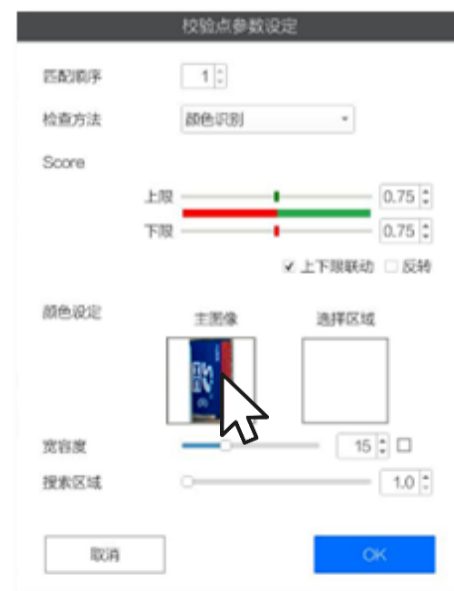 校验点参数设定
匹配顺序 1
检查方法 颜色识别
Score
上限 0.75
下限 0.75
上下限联动 反转
颜色设定 主图像 选择区域
宽容度 15
搜索区域 1.0
取消 OK